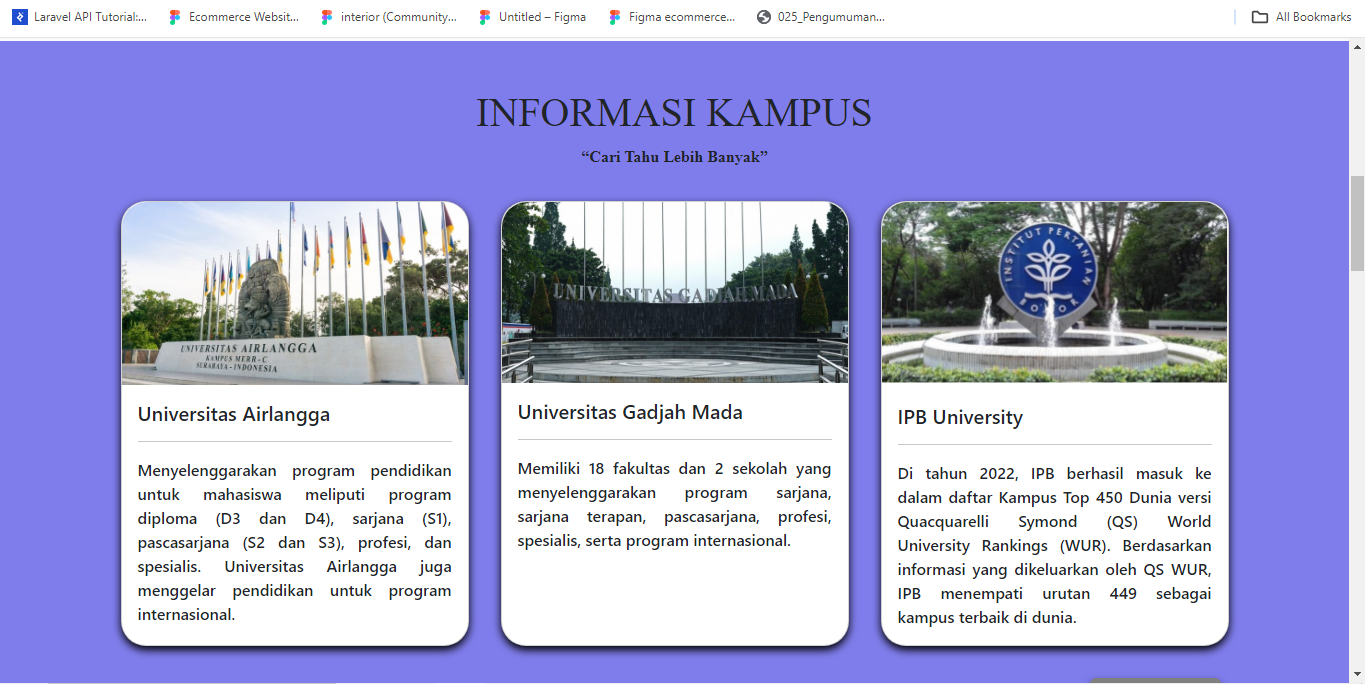 Laravel API Tutorial:...
Ecommerce Websit...
interior (Community...
Untitled – Figma
Figma ecommerce...
025_Pengumuman...
All Bookmarks
INFORMASI KAMPUS
“Cari Tahu Lebih Banyak”
UNIVERSITAS AIRLANGGA
KAMPUS MERR-C
SURABAYA-INDONESIA
Universitas Airlangga
Menyelenggarakan program pendidikan
untuk mahasiswa meliputi program
diploma (D3 dan D4), sarjana (S1),
pascasarjana (S2 dan S3), profesi, dan
spesialis. Universitas Airlangga juga
menggelar pendidikan untuk program
internasional.
UNIVERSITAS GADJAH MADA
Universitas Gadjah Mada
Memiliki 18 fakultas dan 2 sekolah yang
menyelenggarakan program sarjana,
sarjana terapan, pascasarjana, profesi,
spesialis, serta program internasional.
INSTITUT PERTANIAN
BOGOR
IPB University
Di tahun 2022, IPB berhasil masuk ke
dalam daftar Kampus Top 450 Dunia versi
Quacquarelli Symond (QS) World
University Rankings (WUR). Berdasarkan
informasi yang dikeluarkan oleh QS WUR,
IPB menempati urutan 449 sebagai
kampus terbaik di dunia.